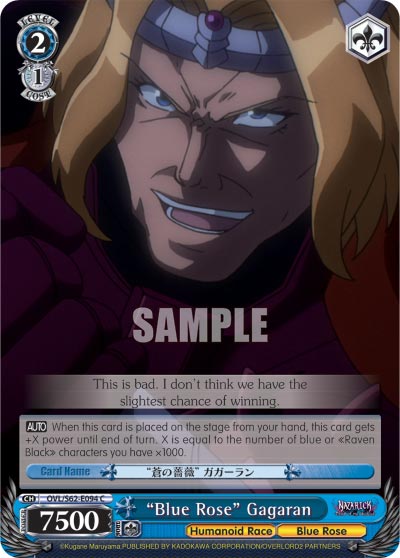 LEVEL
2
1
COST
SAMPLE
This is bad. I don't think we have the
slightest chance of winning.
AUTO When this card is placed on the stage from your hand, this card gets
+X power until end of turn. X is equal to the number of blue or «Raven
Black» characters you have ×1000.
Card Name
“蒼の薔薇” ガガーラン
CH OVL/S62-E094 C
7500
“Blue Rose” Gagaran
NAZARICK
Humanoid Race
Blue Rose
©Kugane Maruyama,PUBLISHED BY KADOKAWA CORPORATION/OVERLORD2 PARTNERS